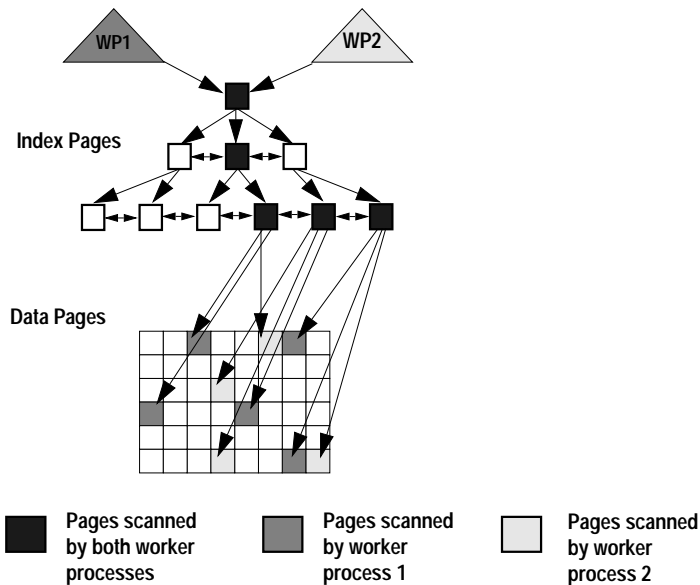 WP1
WP2
Index Pages
Data Pages
Pages scanned
by both worker
processes
Pages scanned
by worker
process 1
Pages scanned
by worker
process 2